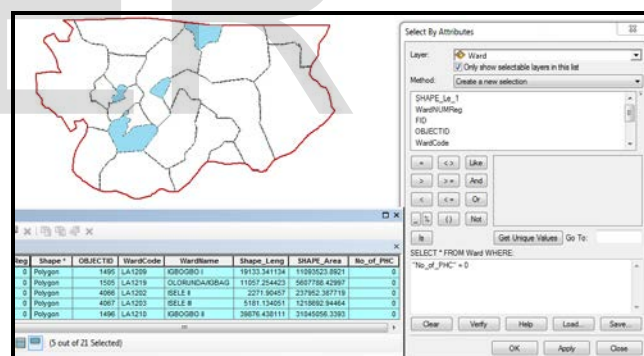 Select By Attributes
Layer: Ward
Only show selectable layers in this list
Method: Create a new selection
SHAPE_Le_1
WardNUMReg
FID
OBJECTID
WardCode
= < > Like
> > = And
< < = Or
_ % ( ) Not
Is Get Unique Values Go To:
SELECT * FROM Ward WHERE:
"No_of_PHC" = 0
Clear Verify Help Load... Save...
OK Apply Close
Reg Shape * OBJECTID WardCode WardName Shape_Leng SHAPE_Area No_of_PHC
0 Polygon 1495 LA1209 IGBOGBO I 19133.341134 11093523.8921 0
0 Polygon 1505 LA1219 OLORUNDA/IGBAG 11057.254423 5607788.42997 0
0 Polygon 4066 LA1202 ISELE II 2271.90457 237952.387719 0
0 Polygon 4067 LA1203 ISELE III 5181.134051 1215692.94464 0
0 Polygon 1496 LA1210 IGBOGBO II 39876.438111 31045056.3393 0
(5 out of 21 Selected)